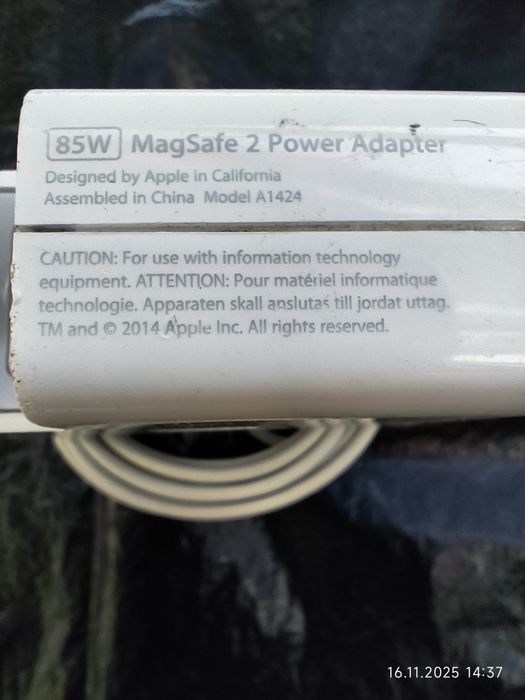 85W MagSafe 2 Power Adapter
Designed by Apple in California
Assembled in China Model A1424
CAUTION: For use with information technology
equipment. ATTENTION: Pour matériel informatique
technologie. Apparaten skall anslutas till jordat uttag.
TM and © 2014 Apple Inc. All rights reserved.
16.11.2025 14:37